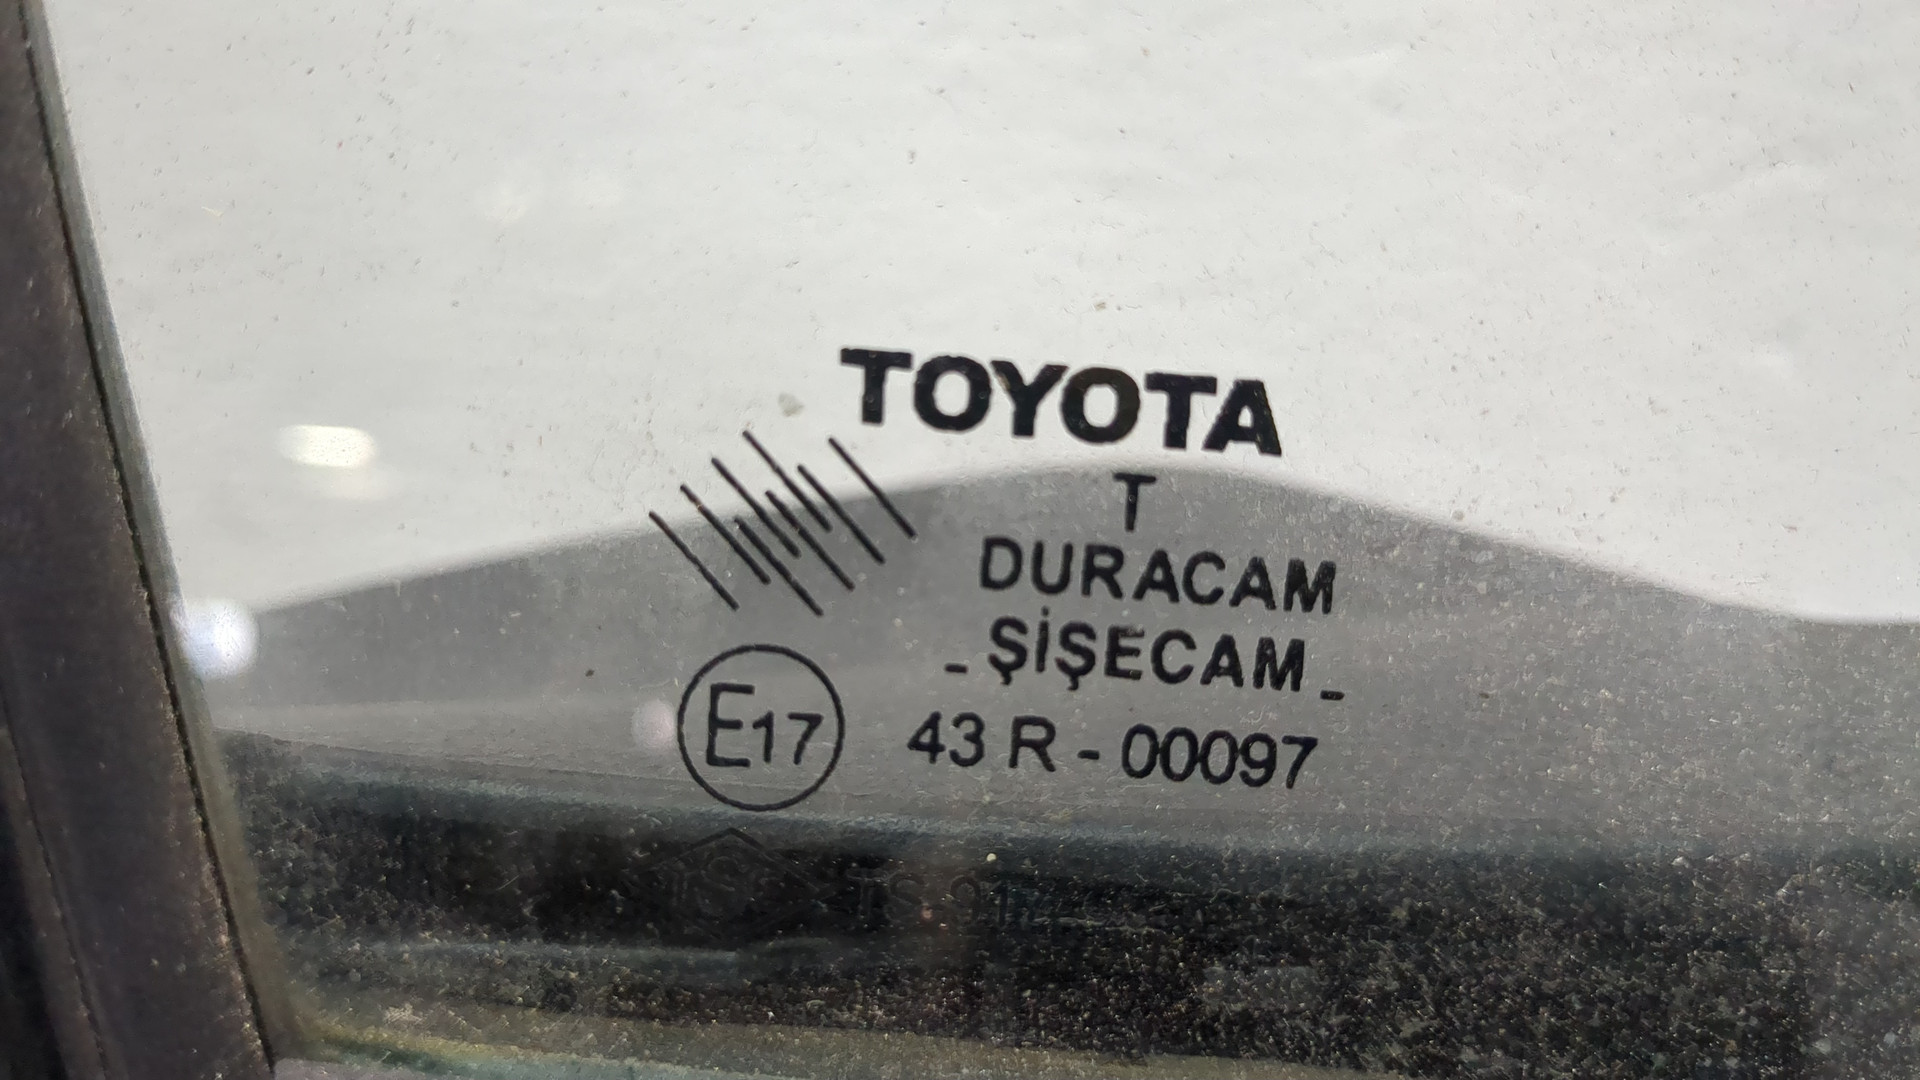 TOYOTA
T
DURACAM
- ŞİŞECAM -
E17 43 R - 00097